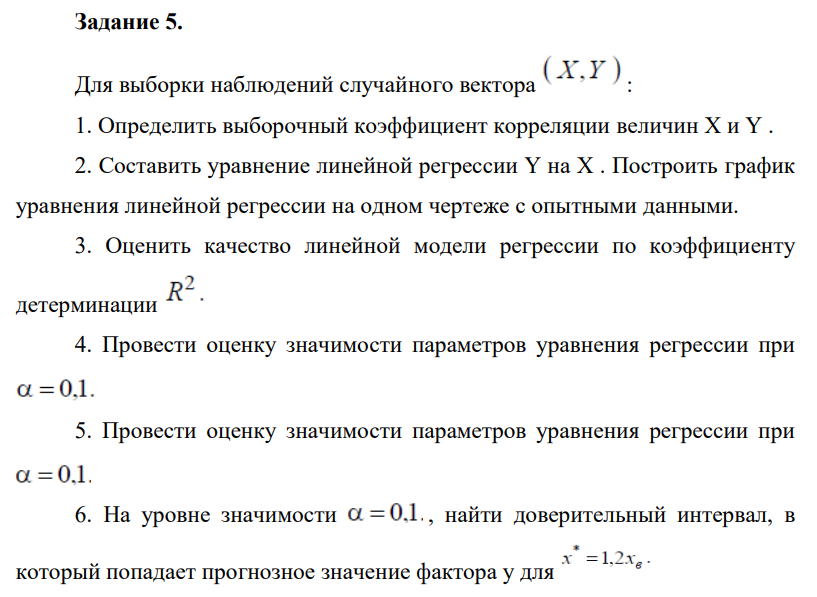 Задание 5.
Для выборки наблюдений случайного вектора (X,Y) :
1. Определить выборочный коэффициент корреляции величин X и Y .
2. Составить уравнение линейной регрессии Y на X . Построить график
уравнения линейной регрессии на одном чертеже с опытными данными.
3. Оценить качество линейной модели регрессии по коэффициенту
детерминации R².
4. Провести оценку значимости параметров уравнения регрессии при
α = 0,1.
5. Провести оценку значимости параметров уравнения регрессии при
α = 0,1.
6. На уровне значимости α = 0,1. , найти доверительный интервал, в
который попадает прогнозное значение фактора y для x* = 1,2xв .